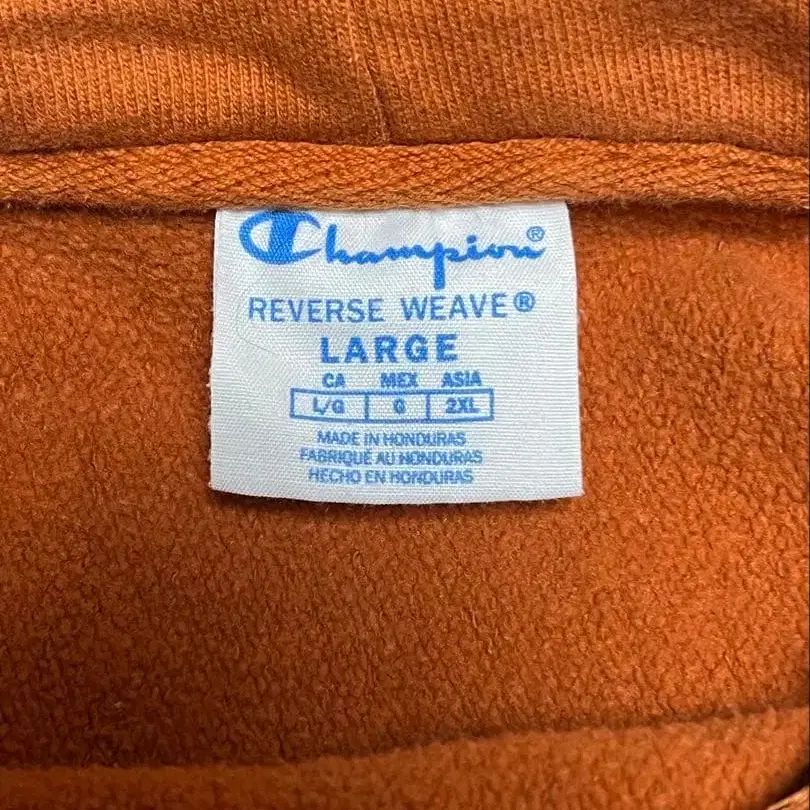 Champion®
REVERSE WEAVE®
LARGE
CA MEX ASIA
L/G G 2XL
MADE IN HONDURAS
FABRIQUÉ AU HONDURAS
HECHO EN HONDURAS